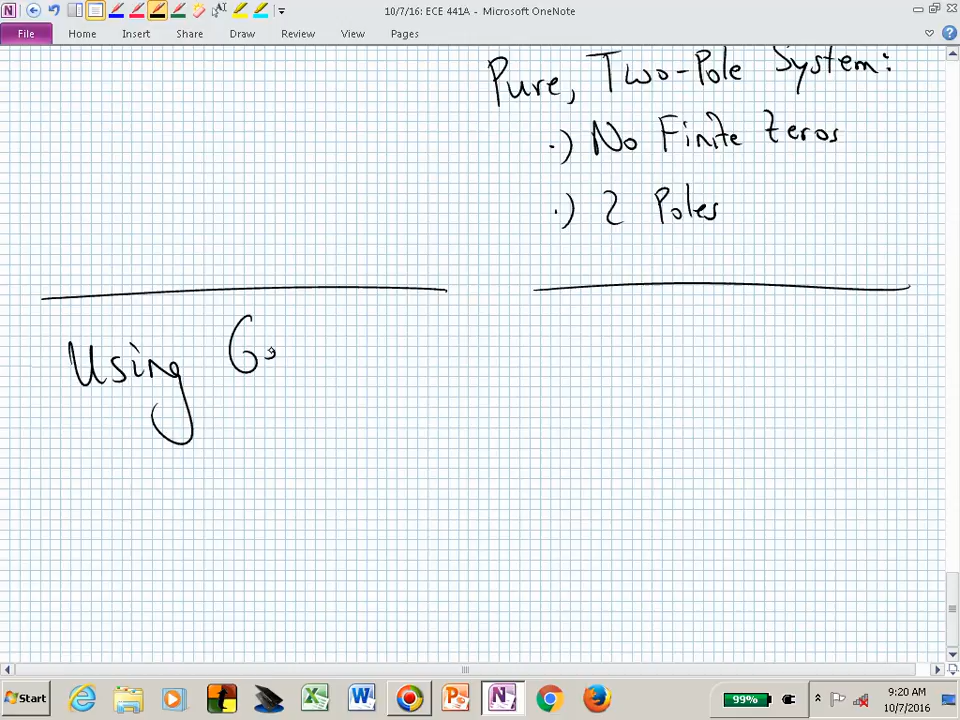 10/7/16: ECE 441A - Microsoft OneNote
File Home Insert Share Draw Review View Pages
Pure, Two-Pole System:
·) No Finite Zeros
·) 2 Poles
Using
99%
Start
9:20 AM
10/7/2016